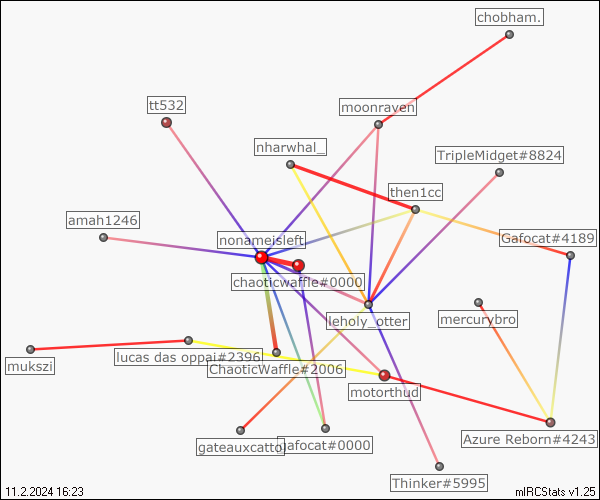 chobham.
tt532
moonraven
nharwhal_
TripleMidget#8824
then1cc
amah1246
nonameisleft
Gafocat#4189
chaoticwaffle#0000
leholy_otter
mercurybro
lucas das oppai#2396
mukszi
ChaoticWaffle#2006
motorthud
gateauxcatto
gafocat#0000
Azure Reborn#4243
Thinker#5995
11.2.2024 16:23
mIRCStats v1.25